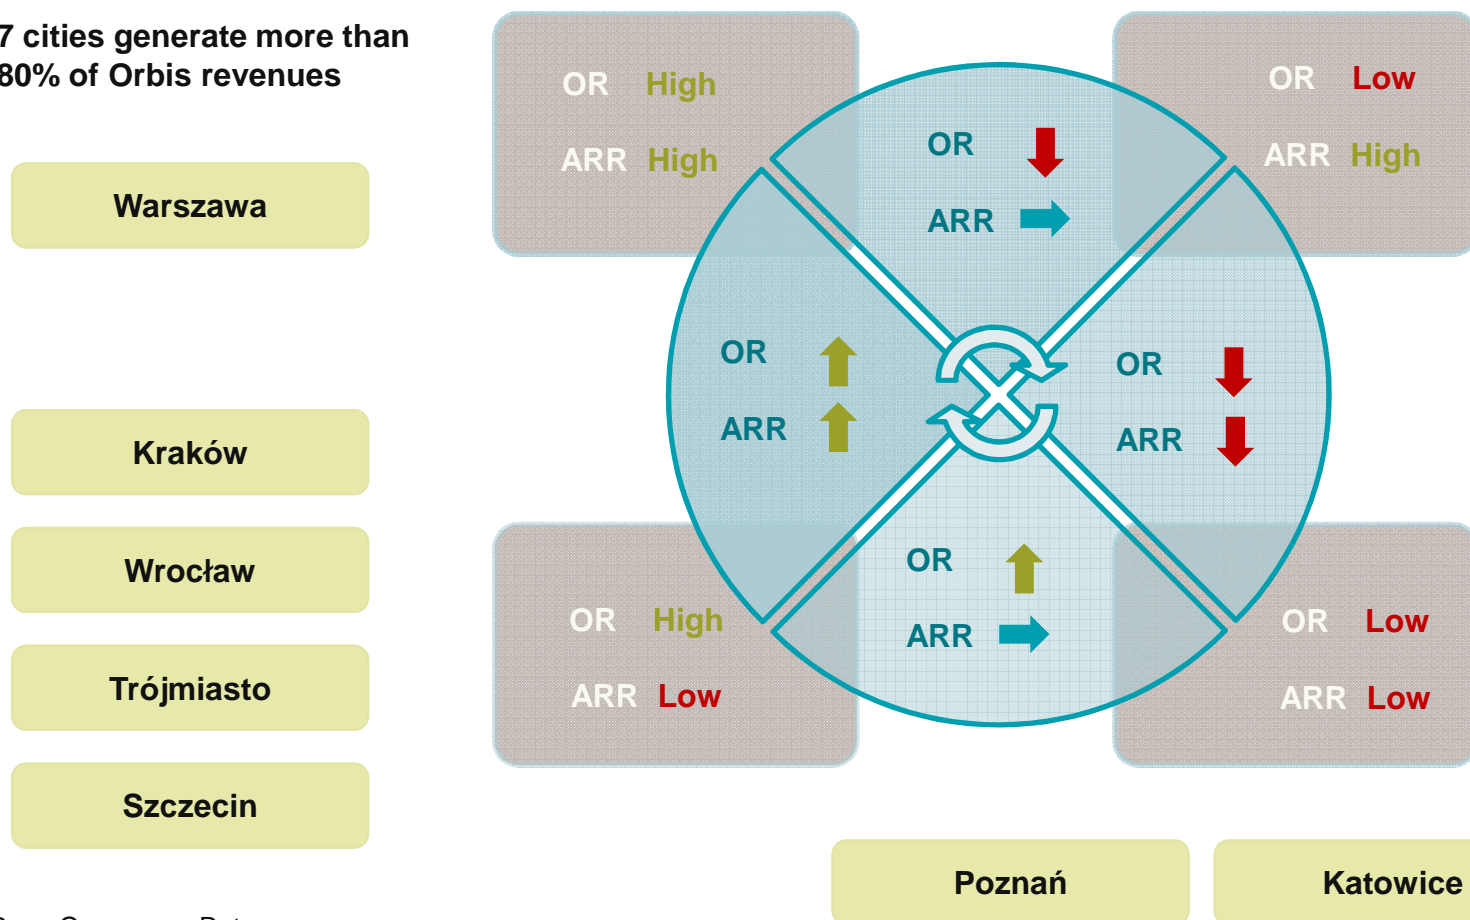 7 cities generate more than
80% of Orbis revenues
Warszawa
Kraków
Wrocław
Trójmiasto
Szczecin
OR High
ARR High
OR Low
ARR High
OR
ARR
OR
ARR
OR
ARR
OR
ARR
OR High
ARR Low
OR Low
ARR Low
Poznań
Katowice